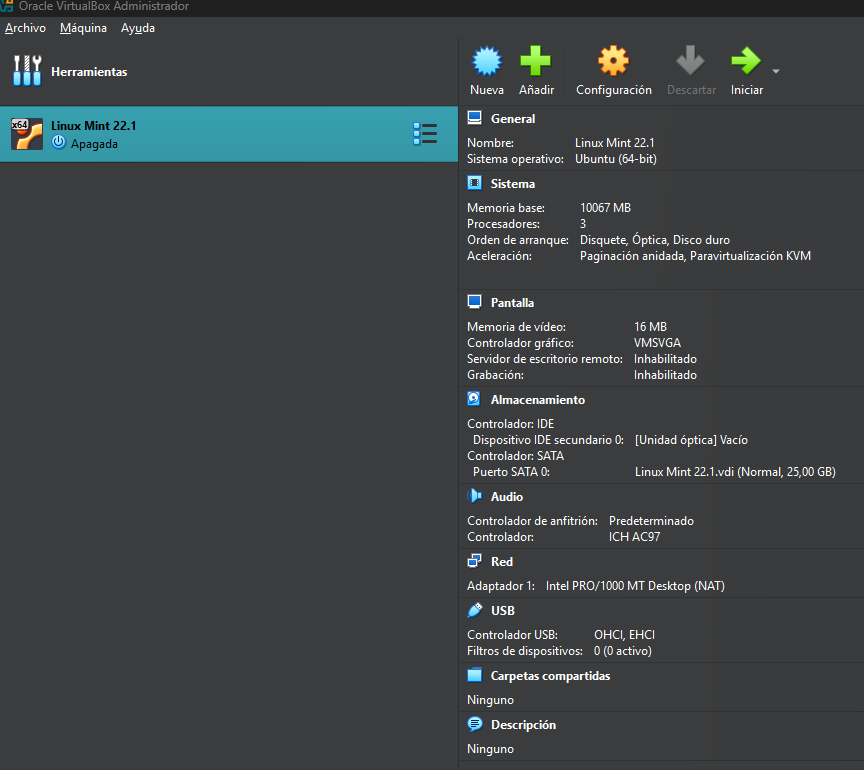 Oracle VirtualBox Administrador
Archivo Máquina Ayuda
Herramientas
Nueva Añadir Configuración Descartar Iniciar
x64
Linux Mint 22.1
Apagada
General
Nombre: Linux Mint 22.1
Sistema operativo: Ubuntu (64-bit)
Sistema
Memoria base: 10067 MB
Procesadores: 3
Orden de arranque: Disquete, Óptica, Disco duro
Aceleración: Paginación anidada, Paravirtualización KVM
Pantalla
Memoria de vídeo: 16 MB
Controlador gráfico: VMSVGA
Servidor de escritorio remoto: Inhabilitado
Grabación: Inhabilitado
Almacenamiento
Controlador: IDE
Dispositivo IDE secundario 0: [Unidad óptica] Vacío
Controlador: SATA
Puerto SATA 0: Linux Mint 22.1.vdi (Normal, 25,00 GB)
Audio
Controlador de anfitrión: Predeterminado
Controlador: ICH AC97
Red
Adaptador 1: Intel PRO/1000 MT Desktop (NAT)
USB
Controlador USB: OHCI, EHCI
Filtros de dispositivos: 0 (0 activo)
Carpetas compartidas
Ninguno
Descripción
Ninguno